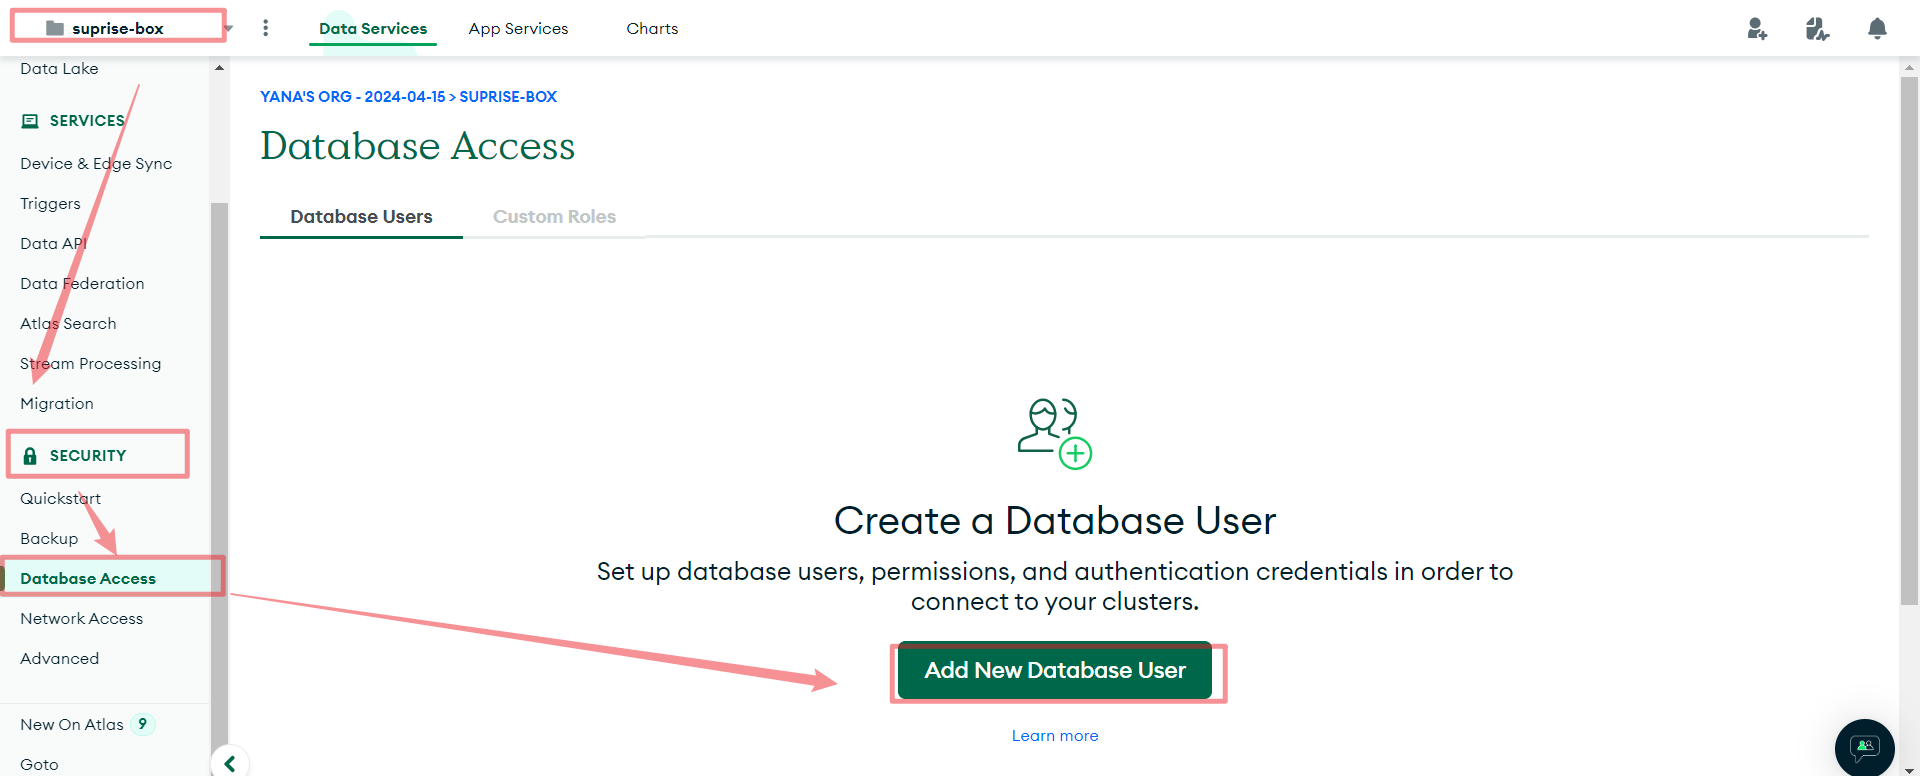 suprise-box
Data Services
App Services
Charts
Data Lake
SERVICES
Device & Edge Sync
Triggers
Data API
Data Federation
Atlas Search
Stream Processing
Migration
SECURITY
Quickstart
Backup
Database Access
Network Access
Advanced
New On Atlas 9
Goto
YANA'S ORG - 2024-04-15 > SUPRISE-BOX
Database Access
Database Users
Custom Roles
Create a Database User
Set up database users, permissions, and authentication credentials in order to
connect to your clusters.
Add New Database User
Learn more